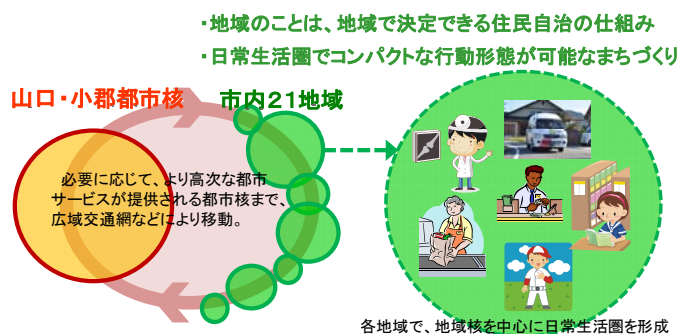 ・地域のことは、地域で決定できる住民自治の仕組み
・日常生活圏でコンパクトな行動形態が可能なまちづくり
山口・小郡都市核
市内２１地域
必要に応じて、より高次な都市
サービスが提供される都市核まで、
広域交通網などにより移動。
各地域で、地域核を中心に日常生活圏を形成